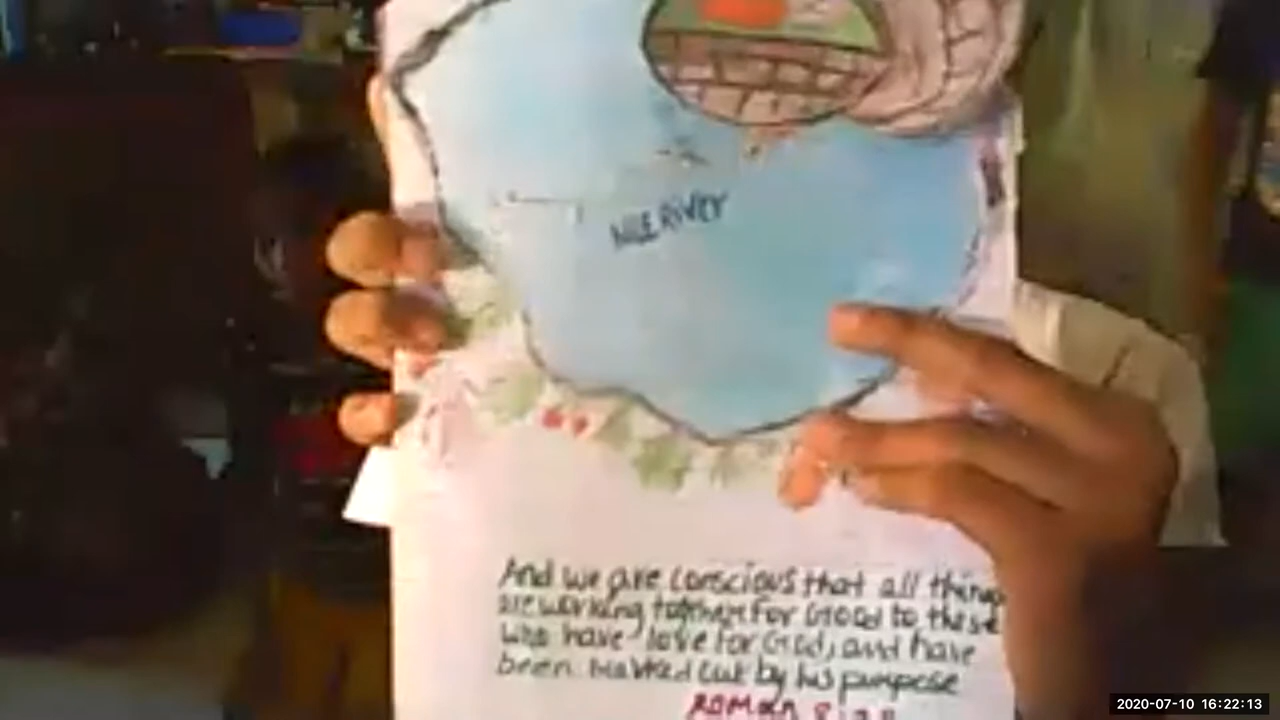 NILE RIVER
And we are conscious that all things
are working together for Good to those
who have love for God, and have
been marked out by his purpose
ROMAN 8:28
2020-07-10 16:22:13